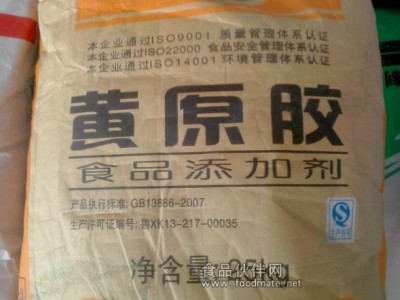 本企业通过ISO9001 质量管理体系认证
本企业通过ISO22000 食品安全管理体系认证
本企业通过ISO14001 环境管理体系认证
黄原胶
食品添加剂
产品执行标准: GB13886-2007
生产许可证编号: 鲁XK13-217-00035
净含量: 25kg
食品伙伴网
www.foodmate.net